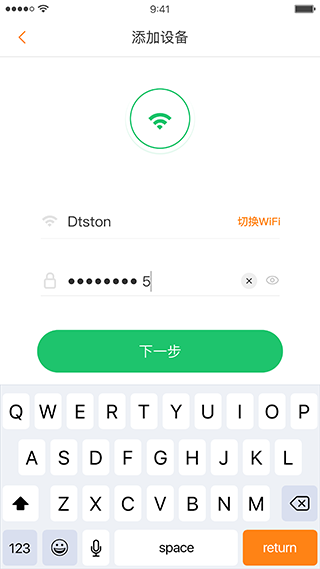 9:41
添加设备
Dtston
切换WiFi
•••••••• 5
下一步
Q W E R T Y U I O P
A S D F G H J K L
Z X C V B N M
123 space return